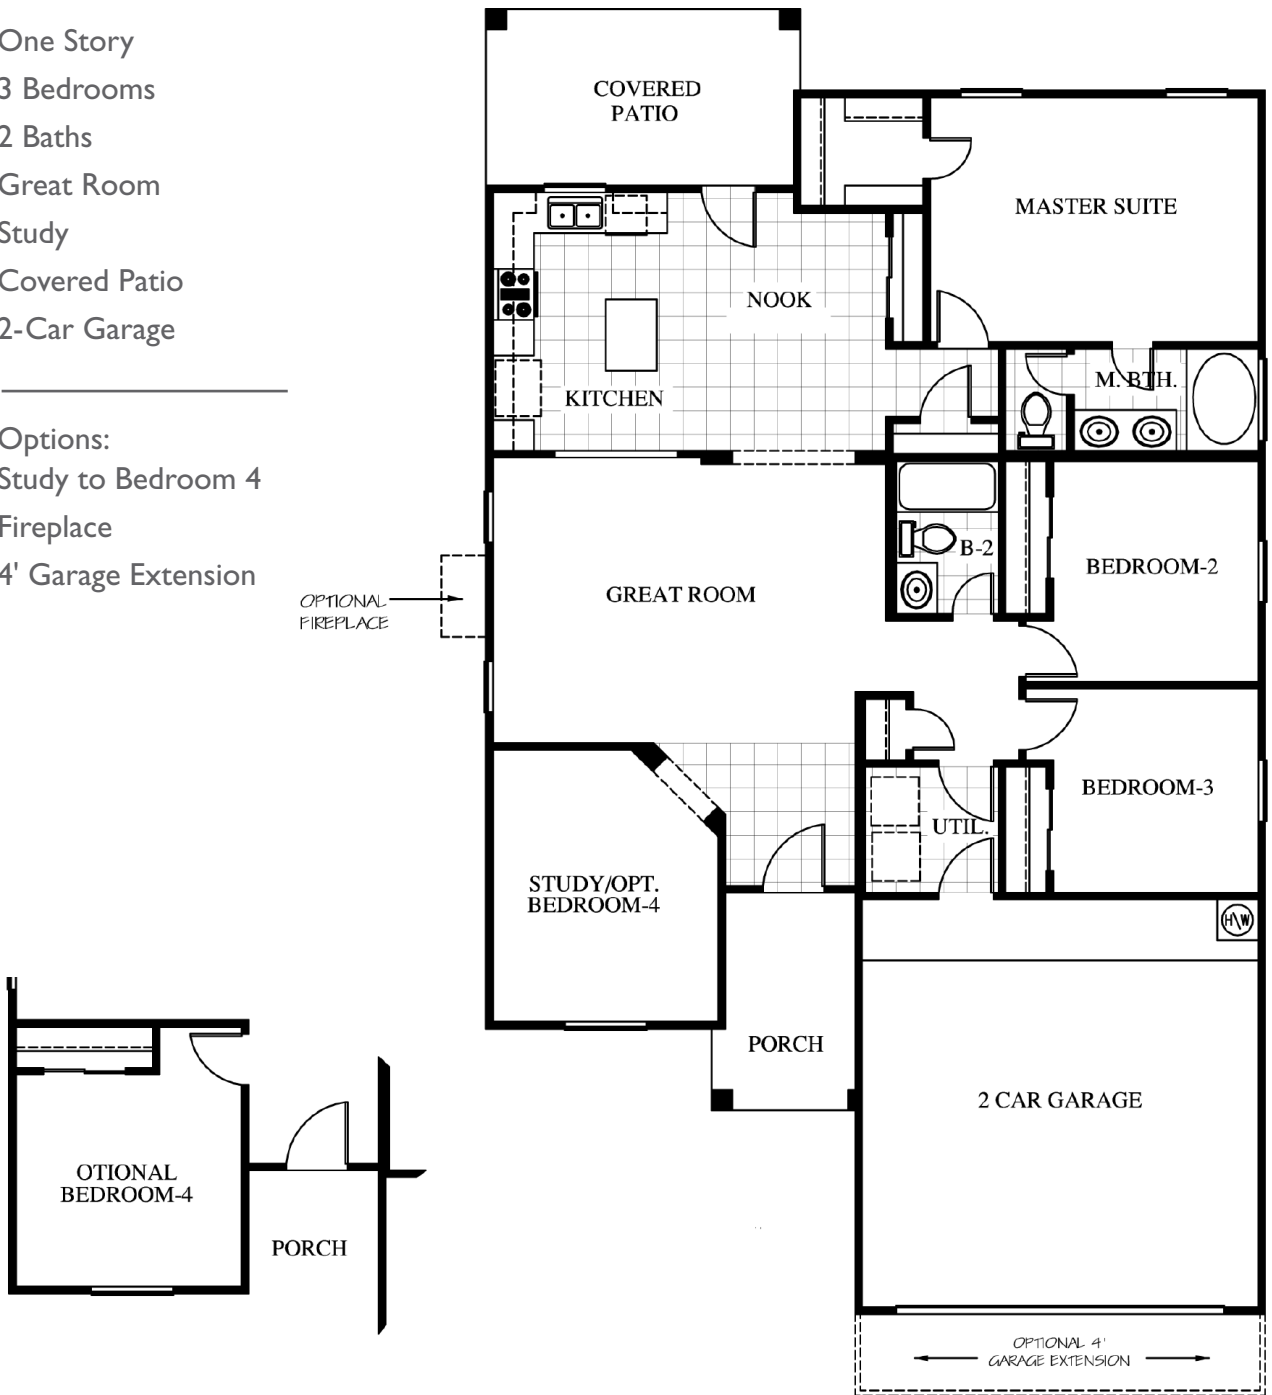 One Story
3 Bedrooms
2 Baths
Great Room
Study
Covered Patio
2-Car Garage
Options:
Study to Bedroom 4
Fireplace
4' Garage Extension
COVERED
PATIO
MASTER SUITE
NOOK
KITCHEN
M. BTH.
B-2
BEDROOM-2
GREAT ROOM
OPTIONAL
FIREPLACE
BEDROOM-3
UTIL.
STUDY/OPT.
BEDROOM-4
H\W
PORCH
2 CAR GARAGE
OTIONAL
BEDROOM-4
PORCH
OPTIONAL 4'
GARAGE EXTENSION